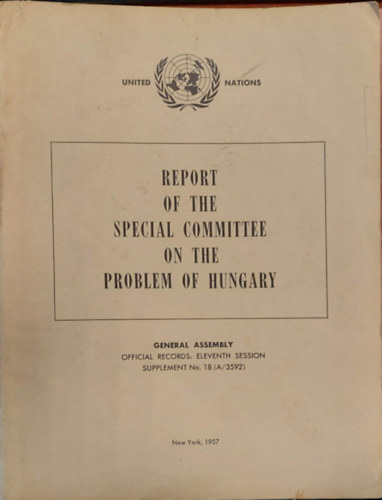 UNITED NATIONS
REPORT
OF THE
SPECIAL COMMITTEE
ON THE
PROBLEM OF HUNGARY
GENERAL ASSEMBLY
OFFICIAL RECORDS: ELEVENTH SESSION
SUPPLEMENT No. 18 (A/3592)
New York, 1957